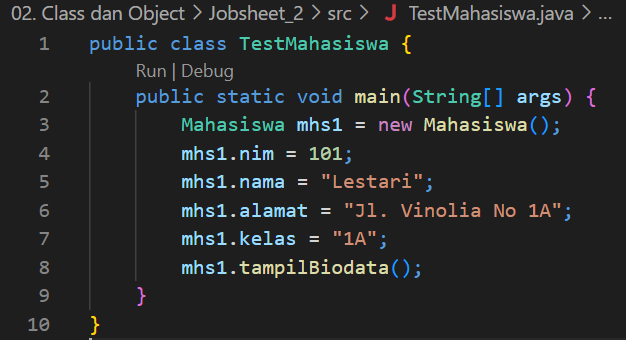 02. Class dan Object > Jobsheet_2 > src > J TestMahasiswa.java > ...
1 public class TestMahasiswa {
Run | Debug
2 public static void main(String[] args) {
3 Mahasiswa mhs1 = new Mahasiswa();
4 mhs1.nim = 101;
5 mhs1.nama = "Lestari";
6 mhs1.alamat = "Jl. Vinolia No 1A";
7 mhs1.kelas = "1A";
8 mhs1.tampilBiodata();
9 }
10 }